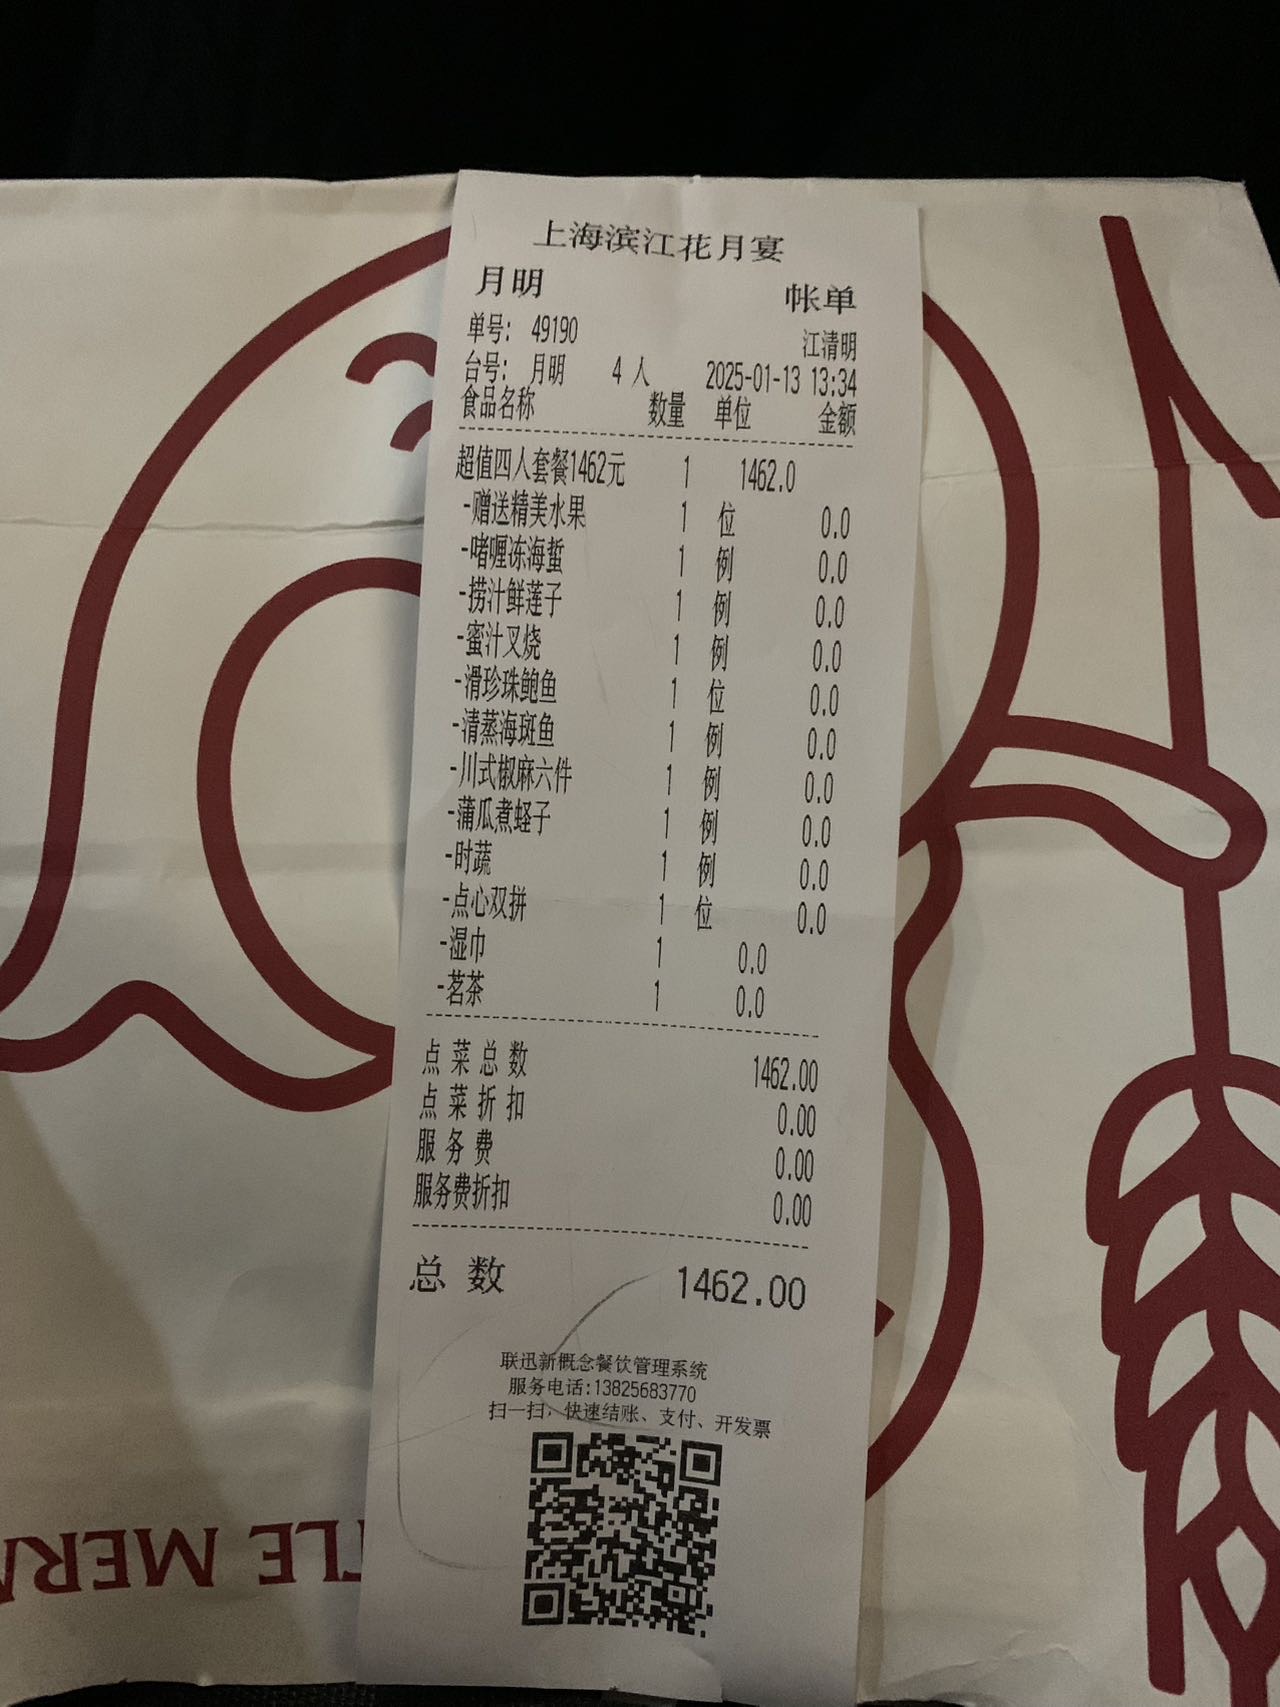 上海滨江花月宴
月明 帐单
单号: 49190 江清明
台号: 月明 4 人 2025-01-13 13:34
食品名称 数量 单位 金额
超值四人套餐1462元 1 1462.0
-赠送精美水果 1 位 0.0
-啫喱冻海蜇 1 例 0.0
-捞汁鲜莲子 1 例 0.0
-蜜汁叉烧 1 例 0.0
-滑珍珠鲍鱼 1 位 0.0
-清蒸海斑鱼 1 例 0.0
-川式椒麻六件 1 例 0.0
-蒲瓜煮蛏子 1 例 0.0
-时蔬 1 例 0.0
-点心双拼 1 位 0.0
-湿巾 1 0.0
-茗茶 1 0.0
点菜总数 1462.00
点菜折扣 0.00
服务费 0.00
服务费折扣 0.00
总数 1462.00
联迅新概念餐饮管理系统
服务电话:13825683770
扫一扫，快速结账、支付、开发票
TLE MER